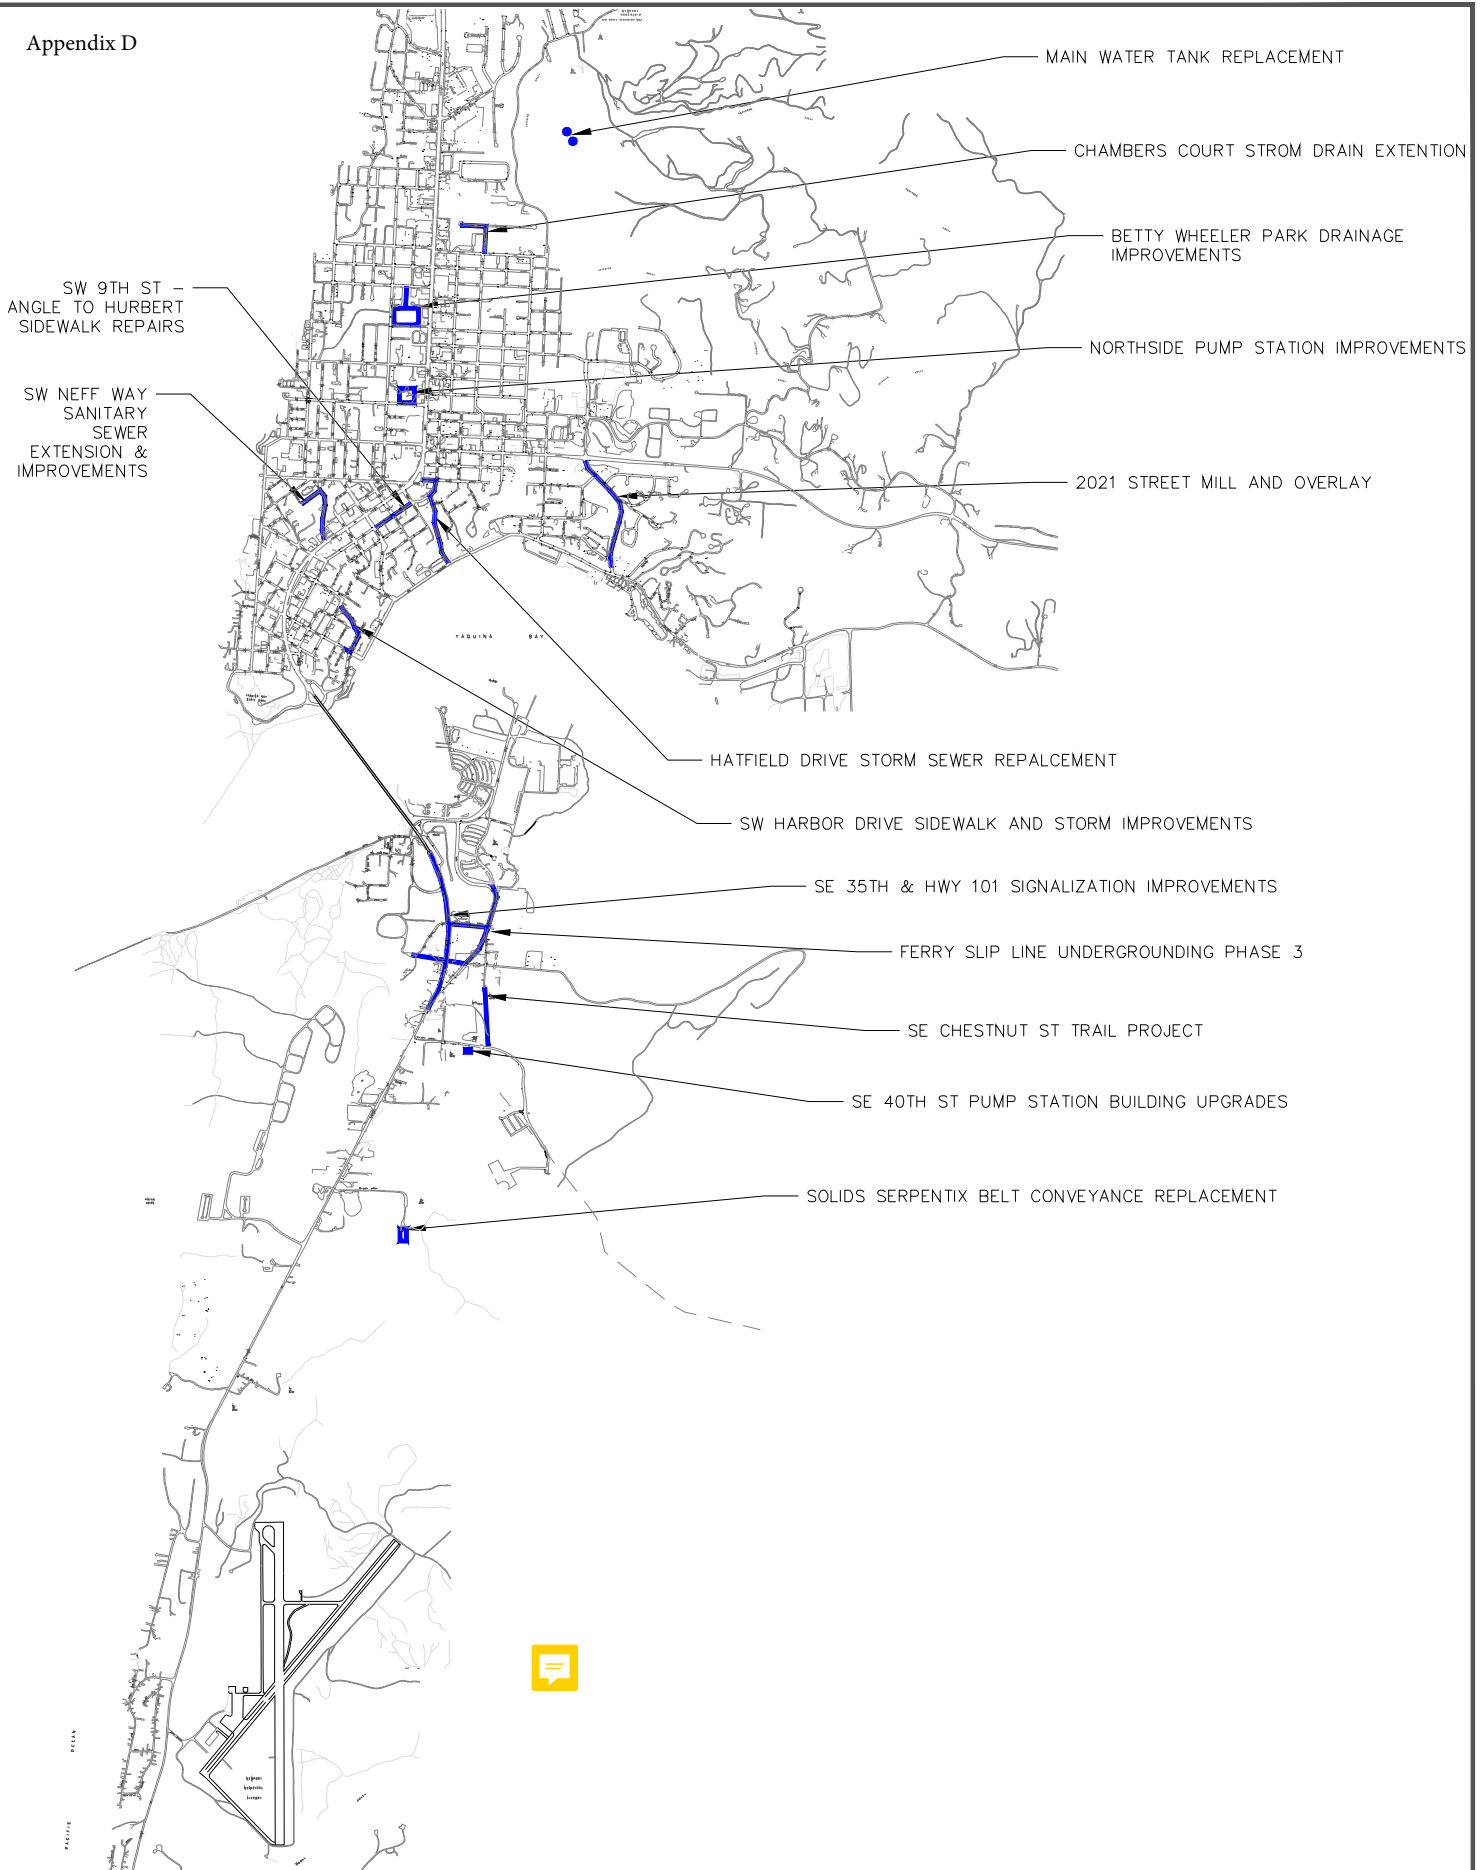 Appendix D
MAIN WATER TANK REPLACEMENT
CHAMBERS COURT STROM DRAIN EXTENTION
BETTY WHEELER PARK DRAINAGE
IMPROVEMENTS
SW 9TH ST –
ANGLE TO HURBERT
SIDEWALK REPAIRS
NORTHSIDE PUMP STATION IMPROVEMENTS
SW NEFF WAY
SANITARY
SEWER
EXTENSION &
IMPROVEMENTS
2021 STREET MILL AND OVERLAY
YAQUINA BAY
HATFIELD DRIVE STORM SEWER REPALCEMENT
SW HARBOR DRIVE SIDEWALK AND STORM IMPROVEMENTS
SE 35TH & HWY 101 SIGNALIZATION IMPROVEMENTS
FERRY SLIP LINE UNDERGROUNDING PHASE 3
SE CHESTNUT ST TRAIL PROJECT
SE 40TH ST PUMP STATION BUILDING UPGRADES
SOLIDS SERPENTIX BELT CONVEYANCE REPLACEMENT
PACIFIC OCEAN